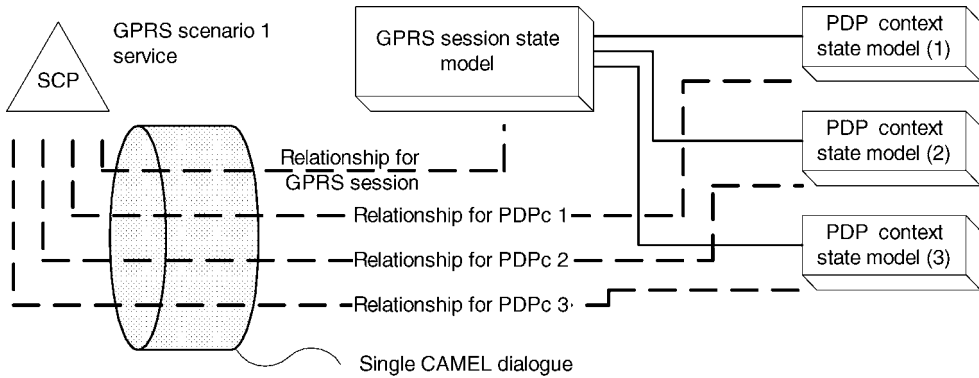 GPRS scenario 1
service
SCP
GPRS session state
model
PDP context
state model (1)
PDP context
state model (2)
PDP context
state model (3)
Relationship for
GPRS session
Relationship for PDPc 1
Relationship for PDPc 2
Relationship for PDPc 3
Single CAMEL dialogue